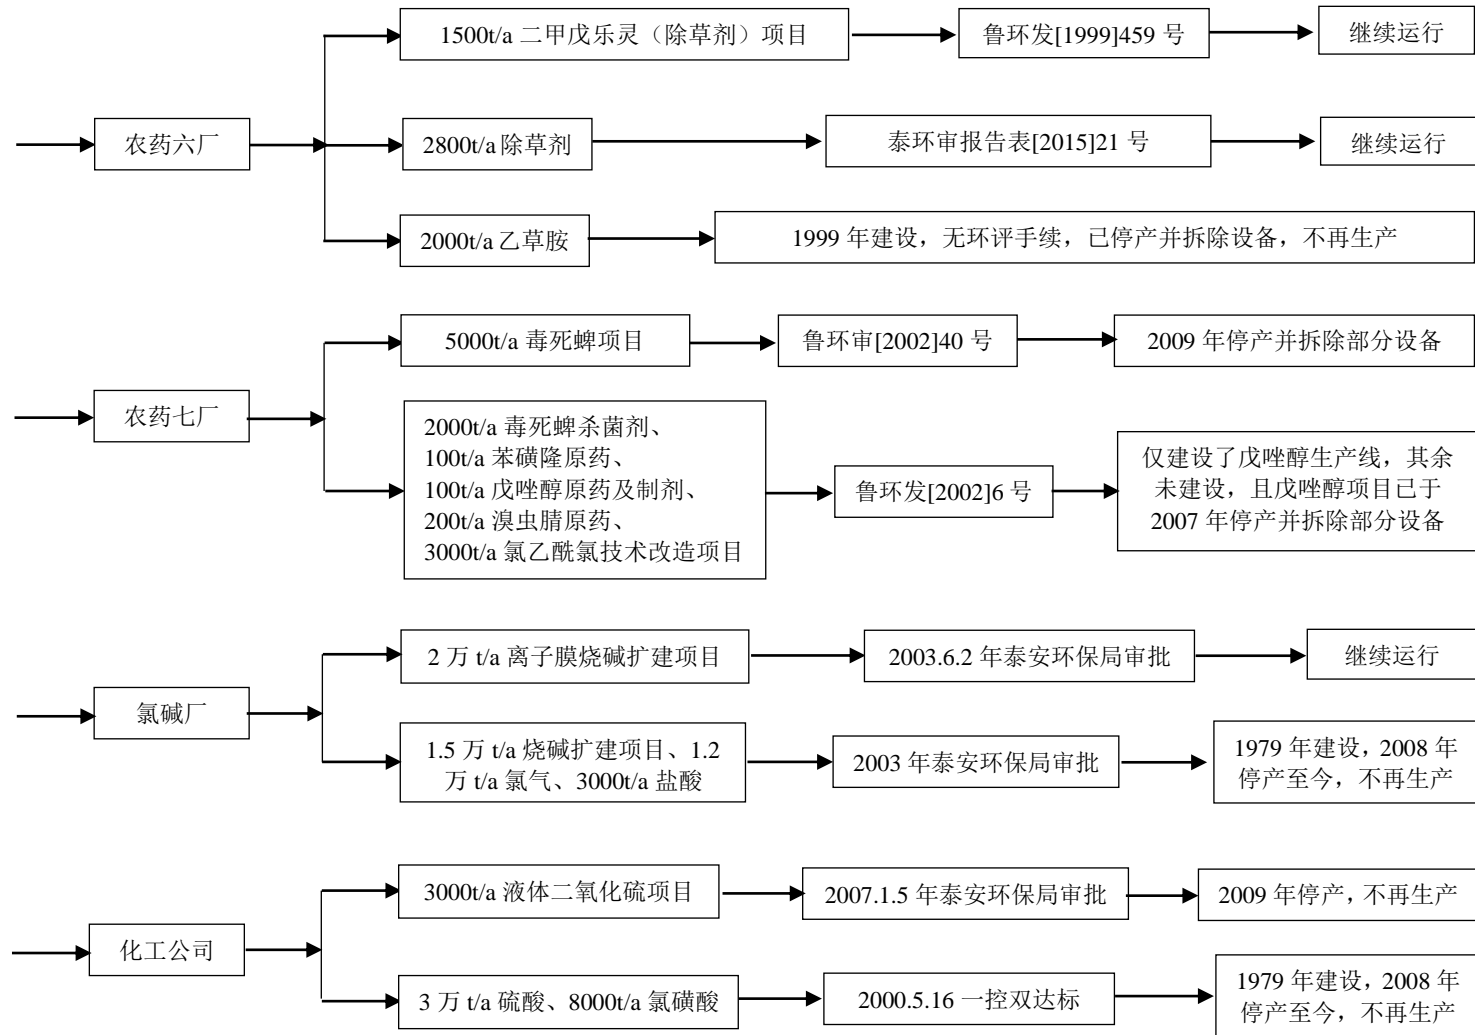 1500t/a 二甲戊乐灵（除草剂）项目
鲁环发[1999]459 号
继续运行
农药六厂
2800t/a 除草剂
泰环审报告表[2015]21 号
继续运行
2000t/a 乙草胺
1999 年建设，无环评手续，已停产并拆除设备，不再生产
5000t/a 毒死蜱项目
鲁环审[2002]40 号
2009 年停产并拆除部分设备
农药七厂
2000t/a 毒死蜱杀菌剂、
100t/a 苯磺隆原药、
100t/a 戊唑醇原药及制剂、
200t/a 溴虫腈原药、
3000t/a 氯乙酰氯技术改造项目
鲁环发[2002]6 号
仅建设了戊唑醇生产线，其余
未建设，且戊唑醇项目已于
2007 年停产并拆除部分设备
2 万 t/a 离子膜烧碱扩建项目
2003.6.2 年泰安环保局审批
继续运行
氯碱厂
1.5 万 t/a 烧碱扩建项目、1.2
万 t/a 氯气、3000t/a 盐酸
2003 年泰安环保局审批
1979 年建设，2008 年
停产至今，不再生产
3000t/a 液体二氧化硫项目
2007.1.5 年泰安环保局审批
2009 年停产，不再生产
化工公司
3 万 t/a 硫酸、8000t/a 氯磺酸
2000.5.16 一控双达标
1979 年建设，2008 年
停产至今，不再生产